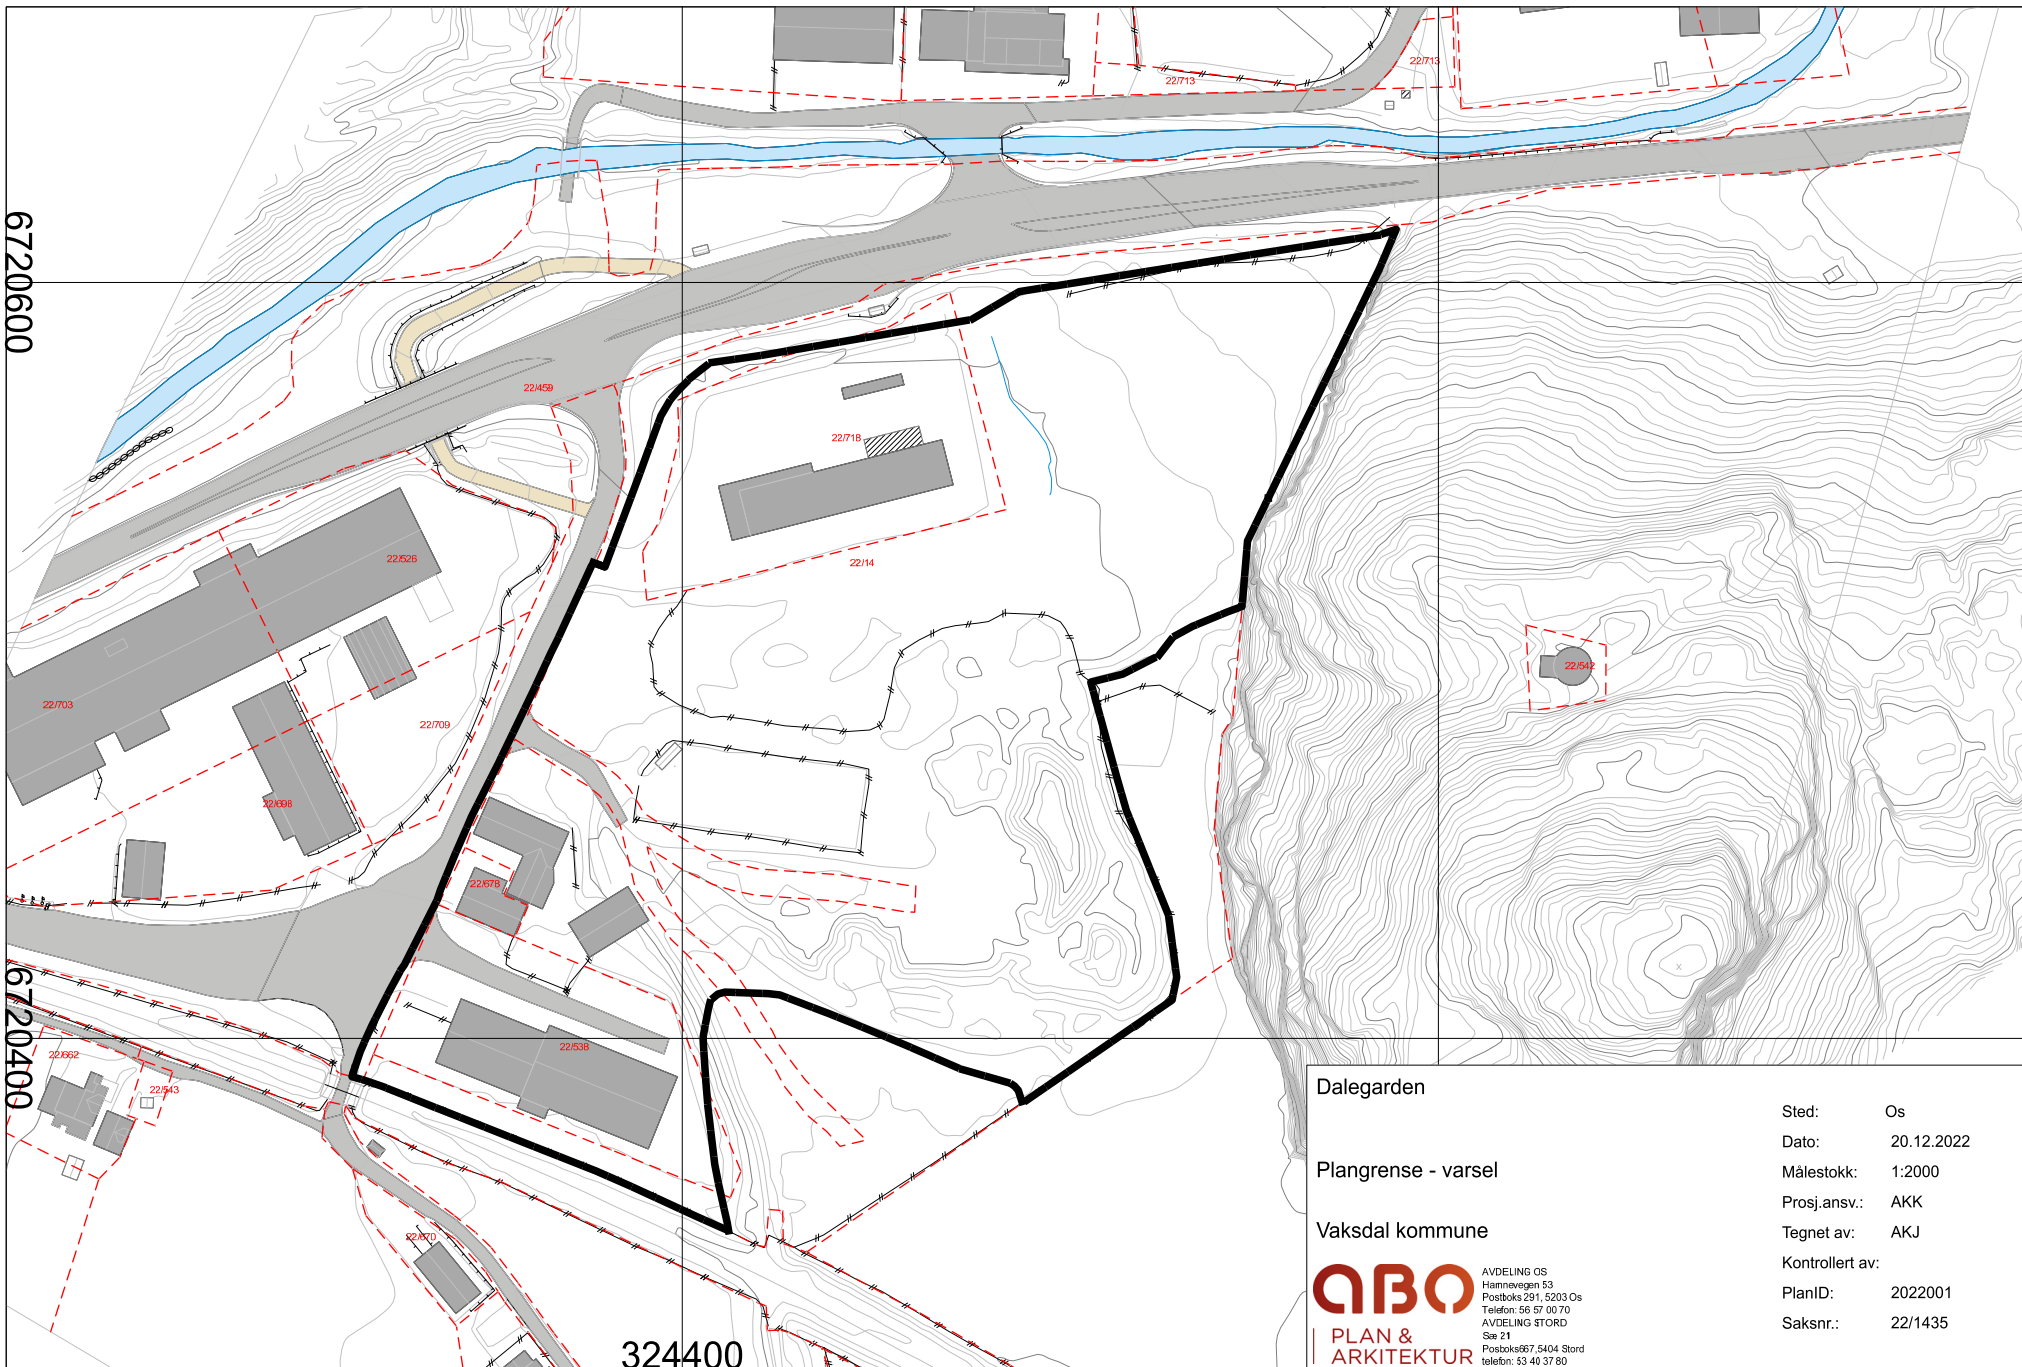 22/713
22/713
6720600
22/459
22/718
22/526
22/14
22/542
22/703
22/709
22/698
22/678
6720400
22/538
22/662
22/543
22/670
324400
Dalegarden
Plangrense - varsel
Vaksdal kommune
Sted: Os
Dato: 20.12.2022
Målestokk: 1:2000
Prosj.ansv.: AKK
Tegnet av: AKJ
Kontrollert av:
PlanID: 2022001
Saksnr.: 22/1435
ABO
PLAN &
ARKITEKTUR
AVDELING OS
Hamnevegen 53
Postboks 291, 5203 Os
Telefon: 56 57 00 70
AVDELING STORD
Sæ 21
Posboks667,5404 Stord
telefon: 53 40 37 80